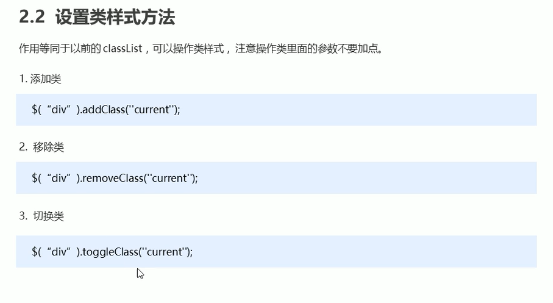 2.2 设置类样式方法
作用等同于以前的 classList，可以操作类样式，注意操作类里面的参数不要加点。
1. 添加类
$(“div”).addClass(''current'');
2. 移除类
$(“div”).removeClass(''current'');
3. 切换类
$(“div”).toggleClass(''current'');